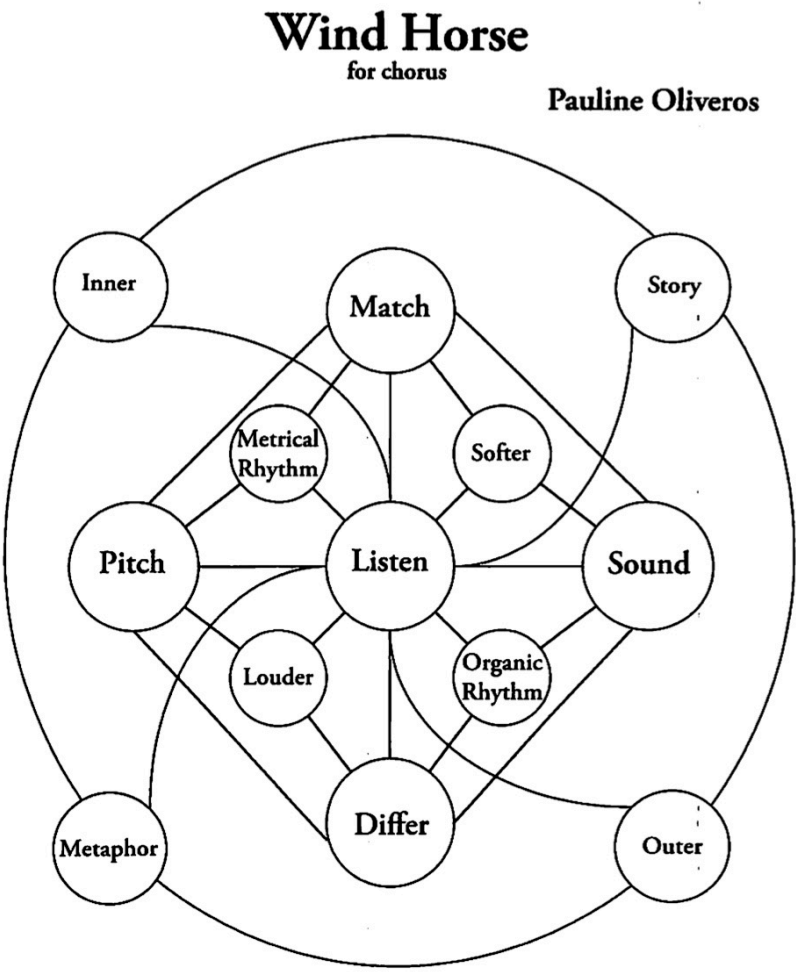 Wind Horse
for chorus
Pauline Oliveros
Inner
Story
Match
Metrical
Rhythm
Softer
Pitch
Listen
Sound
Louder
Organic
Rhythm
Differ
Metaphor
Outer